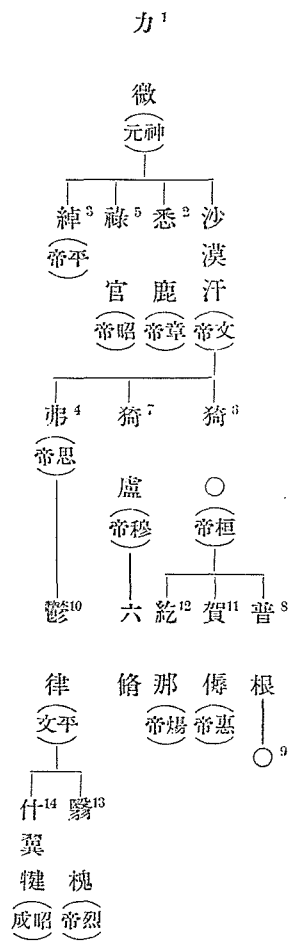 力1
微
(神元)
沙漠汗
(文帝)
悉2鹿
(章帝)
祿5官
(昭帝)
綽3
(平帝)
猗6○
(桓帝)
猗7盧
(穆帝)
弗4
(思帝)
普8根
○9
賀11傉
(惠帝)
紇12那
(煬帝)
六脩
鬱10律
(平文)
翳13槐
(烈帝)
什14翼犍
(昭成)